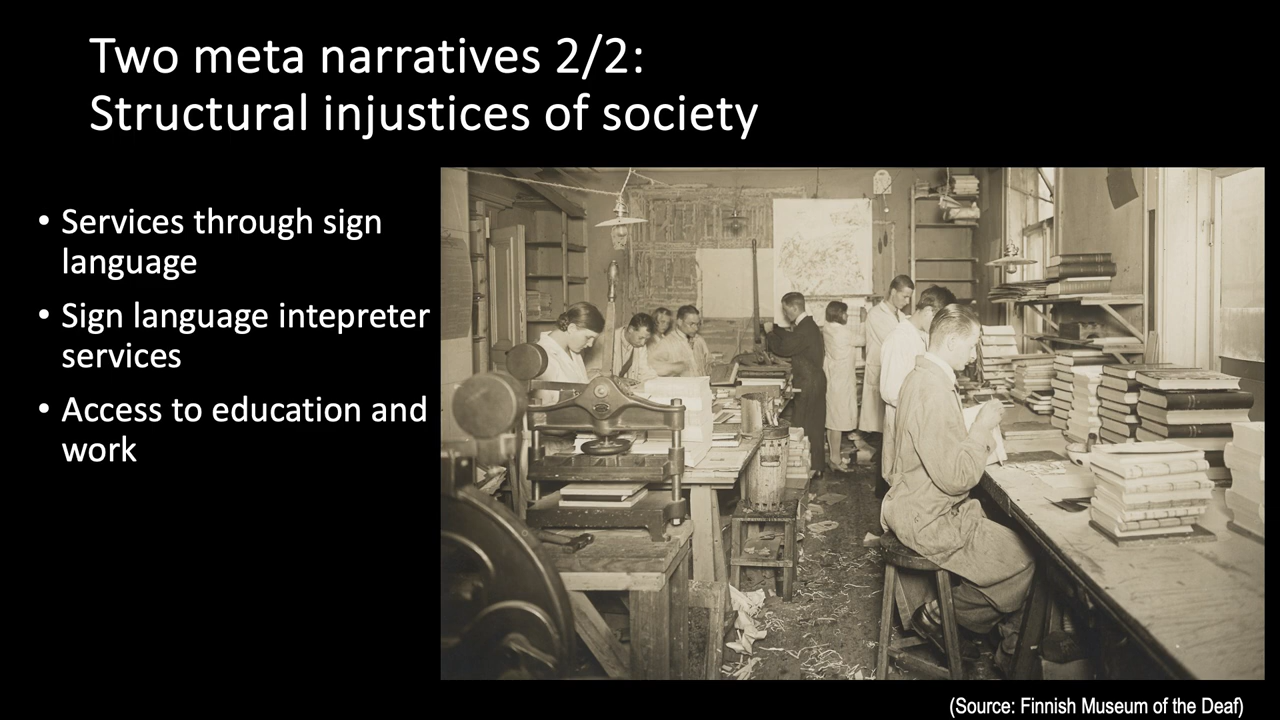 Two meta narratives 2/2:
Structural injustices of society
• Services through sign
language
• Sign language intepreter
services
• Access to education and
work
(Source: Finnish Museum of the Deaf)